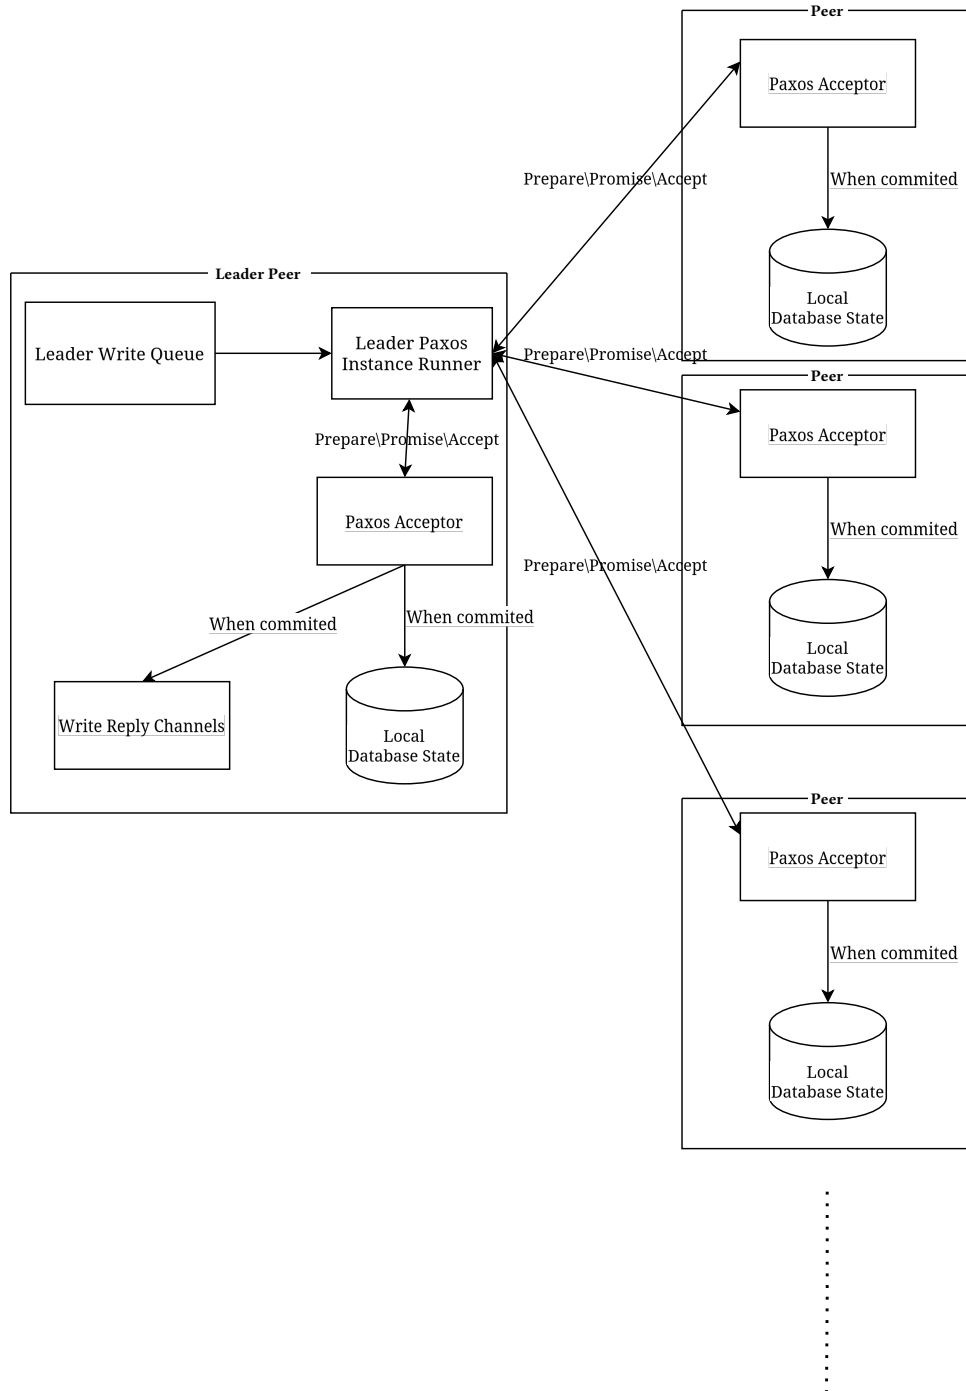 Peer
Paxos Acceptor
Prepare\Promise\Accept
When commited
Local
Database State
Leader Peer
Leader Write Queue
Leader Paxos
Instance Runner
Prepare\Promise\Accept
Peer
Paxos Acceptor
Prepare\Promise\Accept
Paxos Acceptor
When commited
Prepare\Promise\Accept
When commited
When commited
Local
Database State
Write Reply Channels
Local
Database State
Peer
Paxos Acceptor
When commited
Local
Database State